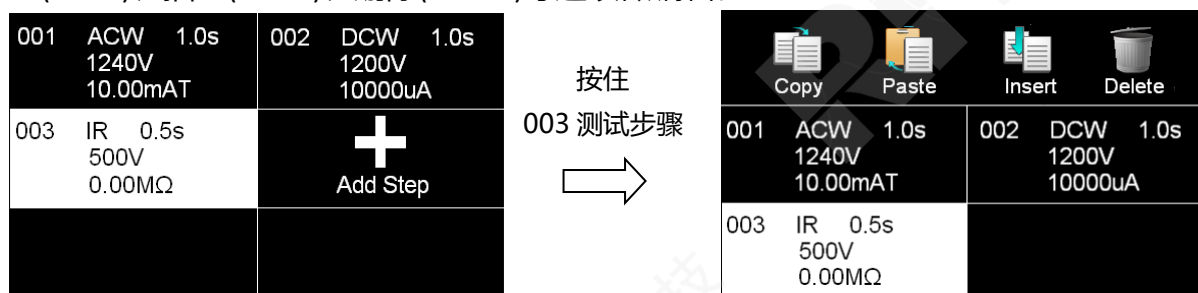 001 ACW 1.0s
1240V
10.00mAT
002 DCW 1.0s
1200V
10000uA
003 IR 0.5s
500V
0.00MΩ
Add Step
按住
003 测试步骤
Copy Paste Insert Delete
001 ACW 1.0s
1240V
10.00mAT
002 DCW 1.0s
1200V
10000uA
003 IR 0.5s
500V
0.00MΩ